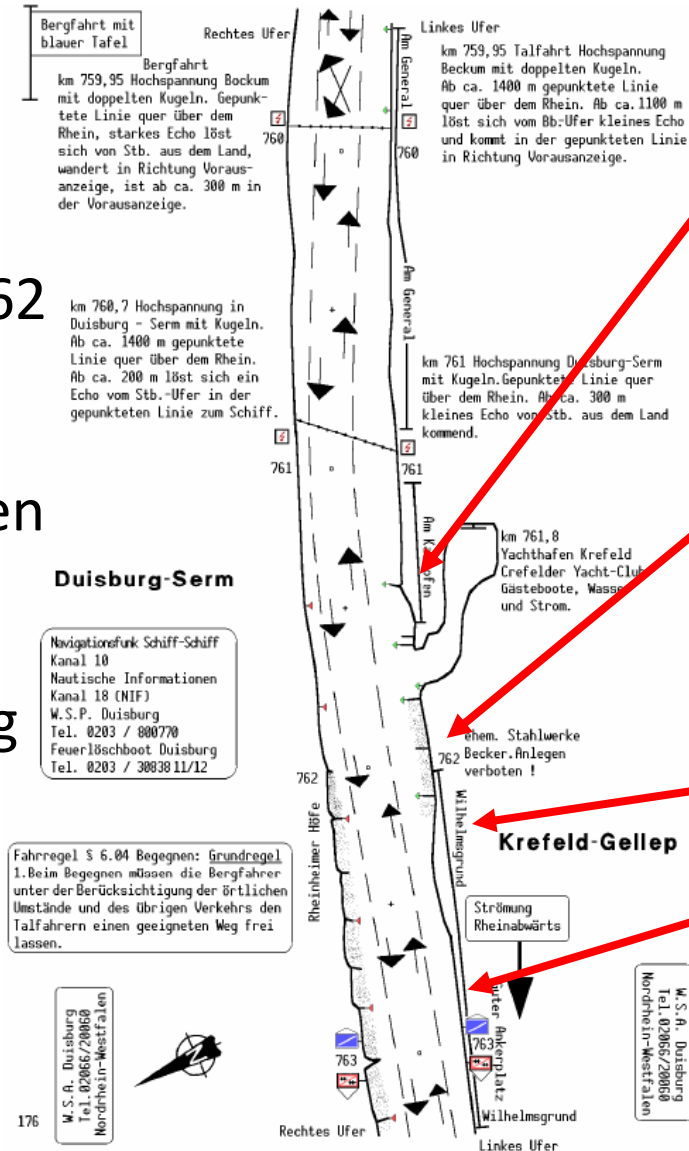 Bergfahrt mit
blauer Tafel
Rechtes Ufer
Linkes Ufer
Am General
Bergfahrt
km 759,95 Hochspannung Bockum
mit doppelten Kugeln. Gepunk-
tete Linie quer über dem
Rhein, starkes Echo löst
sich von Stb. aus dem Land,
wandert in Richtung Voraus-
anzeige, ist ab ca. 300 m in
der Vorausanzeige.
km 759,95 Talfahrt Hochspannung
Beckum mit doppelten Kugeln.
Ab ca. 1400 m gepunktete Linie
quer über dem Rhein. Ab ca. 1100 m
löst sich vom Bb.-Ufer kleines Echo
und kommt in der gepunkteten Linie
in Richtung Vorausanzeige.
760
760
Am General
62
km 760,7 Hochspannung in
Duisburg - Serm mit Kugeln.
Ab ca. 1400 m gepunktete
Linie quer über dem Rhein.
Ab ca. 200 m löst sich ein
Echo vom Stb.-Ufer in der
gepunkteten Linie zum Schiff.
km 761 Hochspannung Duisburg-Serm
mit Kugeln.Gepunktete Linie quer
über dem Rhein. Ab ca. 300 m
kleines Echo von Stb. aus dem Land
kommend.
761
761
en
Am
km 761,8
Yachthafen Krefeld
Crefelder Yacht-Club
Gästeboote, Wasser
und Strom.
Duisburg-Serm
Navigationsfunk Schiff-Schiff
Kanal 10
Nautische Informationen
Kanal 18 (NIF)
W.S.P. Duisburg
Tel. 0203 / 800770
Feuerlöschboot Duisburg
Tel. 0203 / 30838 11/12
g
ehem. Stahlwerke
Becker.Anlegen
verboten !
762
762
Rheinheimer Höfe
Wilhelmsgrund
Krefeld-Gellep
Fahrregel § 6.04 Begegnen: Grundregel
1.Beim Begegnen müssen die Bergfahrer
unter der Berücksichtigung der örtlichen
Umstände und des übrigen Verkehrs den
Talfahrern einen geeigneten Weg frei
lassen.
Strömung
Rheinabwärts
Guter Ankerplatz
W.S.A. Duisburg
Tel.02066/20060
Nordrhein-Westfalen
N
763
763
W.S.A. Duisburg
Tel.02066/20060
Nordrhein-Westfalen
176
Wilhelmsgrund
Rechtes Ufer
Linkes Ufer